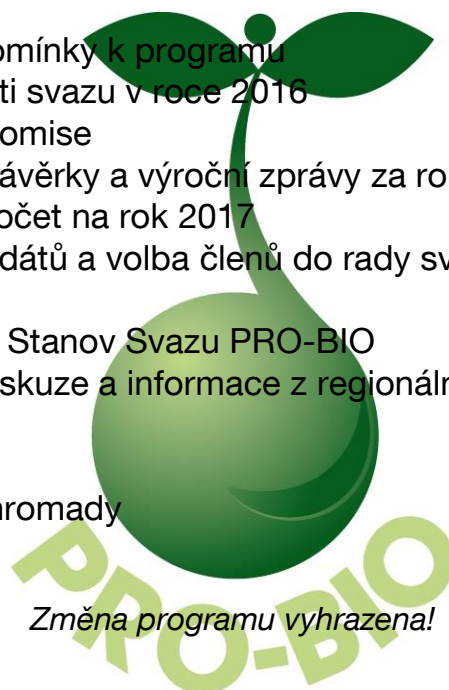 omínky k programu
ti svazu v roce 2016
omise
ávěrky a výroční zprávy za ro
očet na rok 2017
dátů a volba členů do rady sv
Stanov Svazu PRO-BIO
skuze a informace z regionáln
hromady
PRO-BIO
Změna programu vyhrazena!